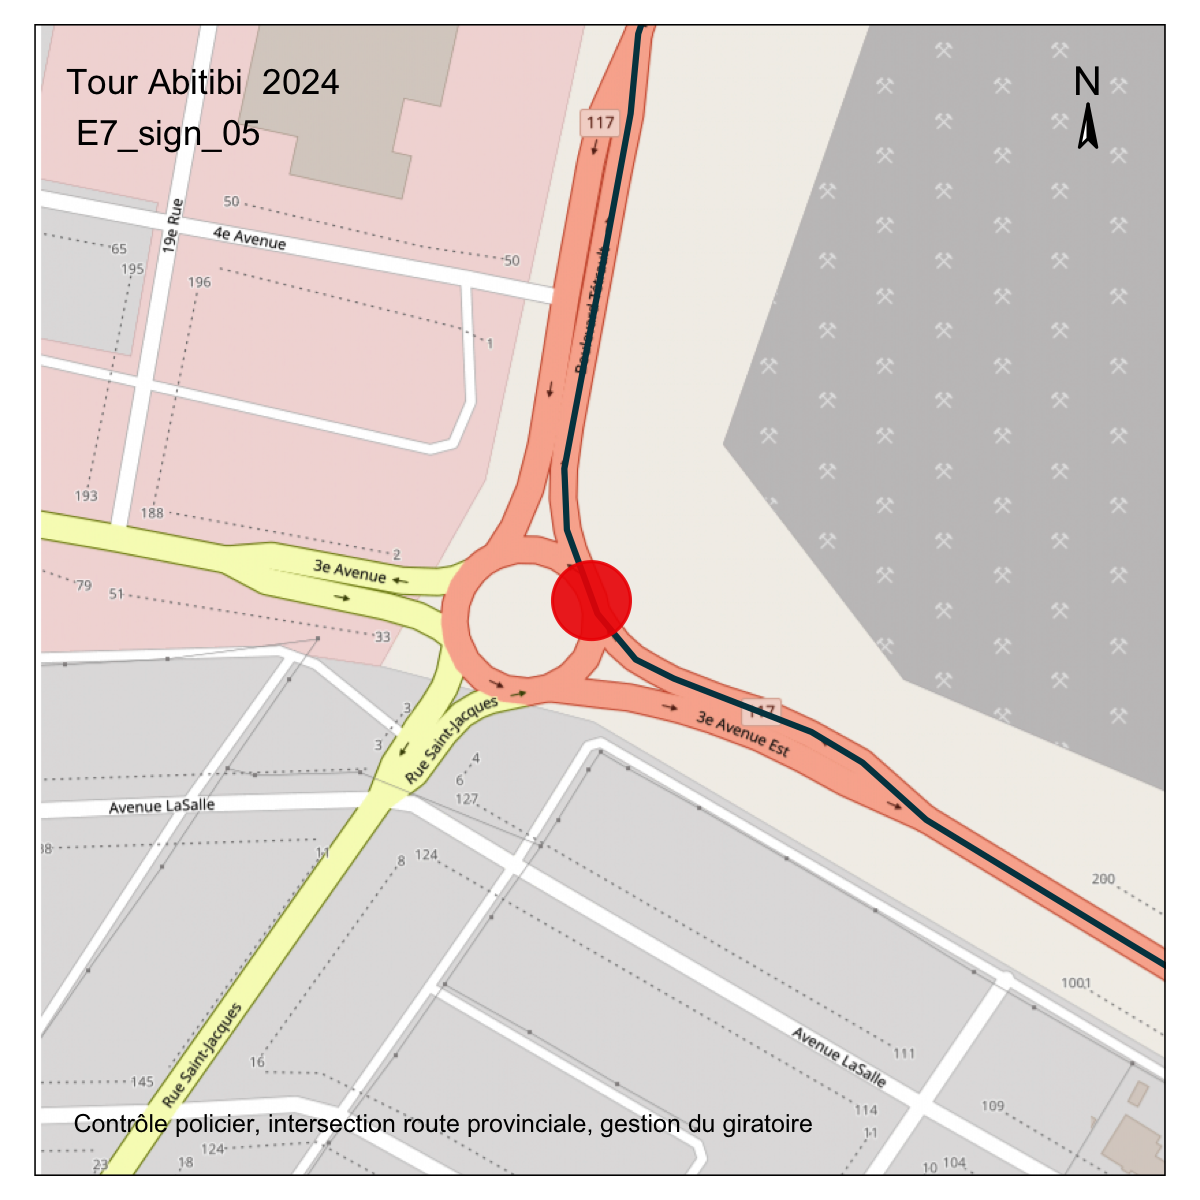 Tour Abitibi  2024
N
E7_sign_05
117
19e Rue
50
4e Avenue
65
50
195
196
1
Boulevard Tétreault
193
188
2
3e Avenue
79
51
33
3
117
3e Avenue Est
Rue Saint-Jacques
3
4
6
127
Avenue LaSalle
11
8
124
200
1001
Avenue LaSalle
111
Rue Saint-Jacques
16
145
114
109
11
Contrôle policier, intersection route provinciale, gestion du giratoire
124
23
18
10
104